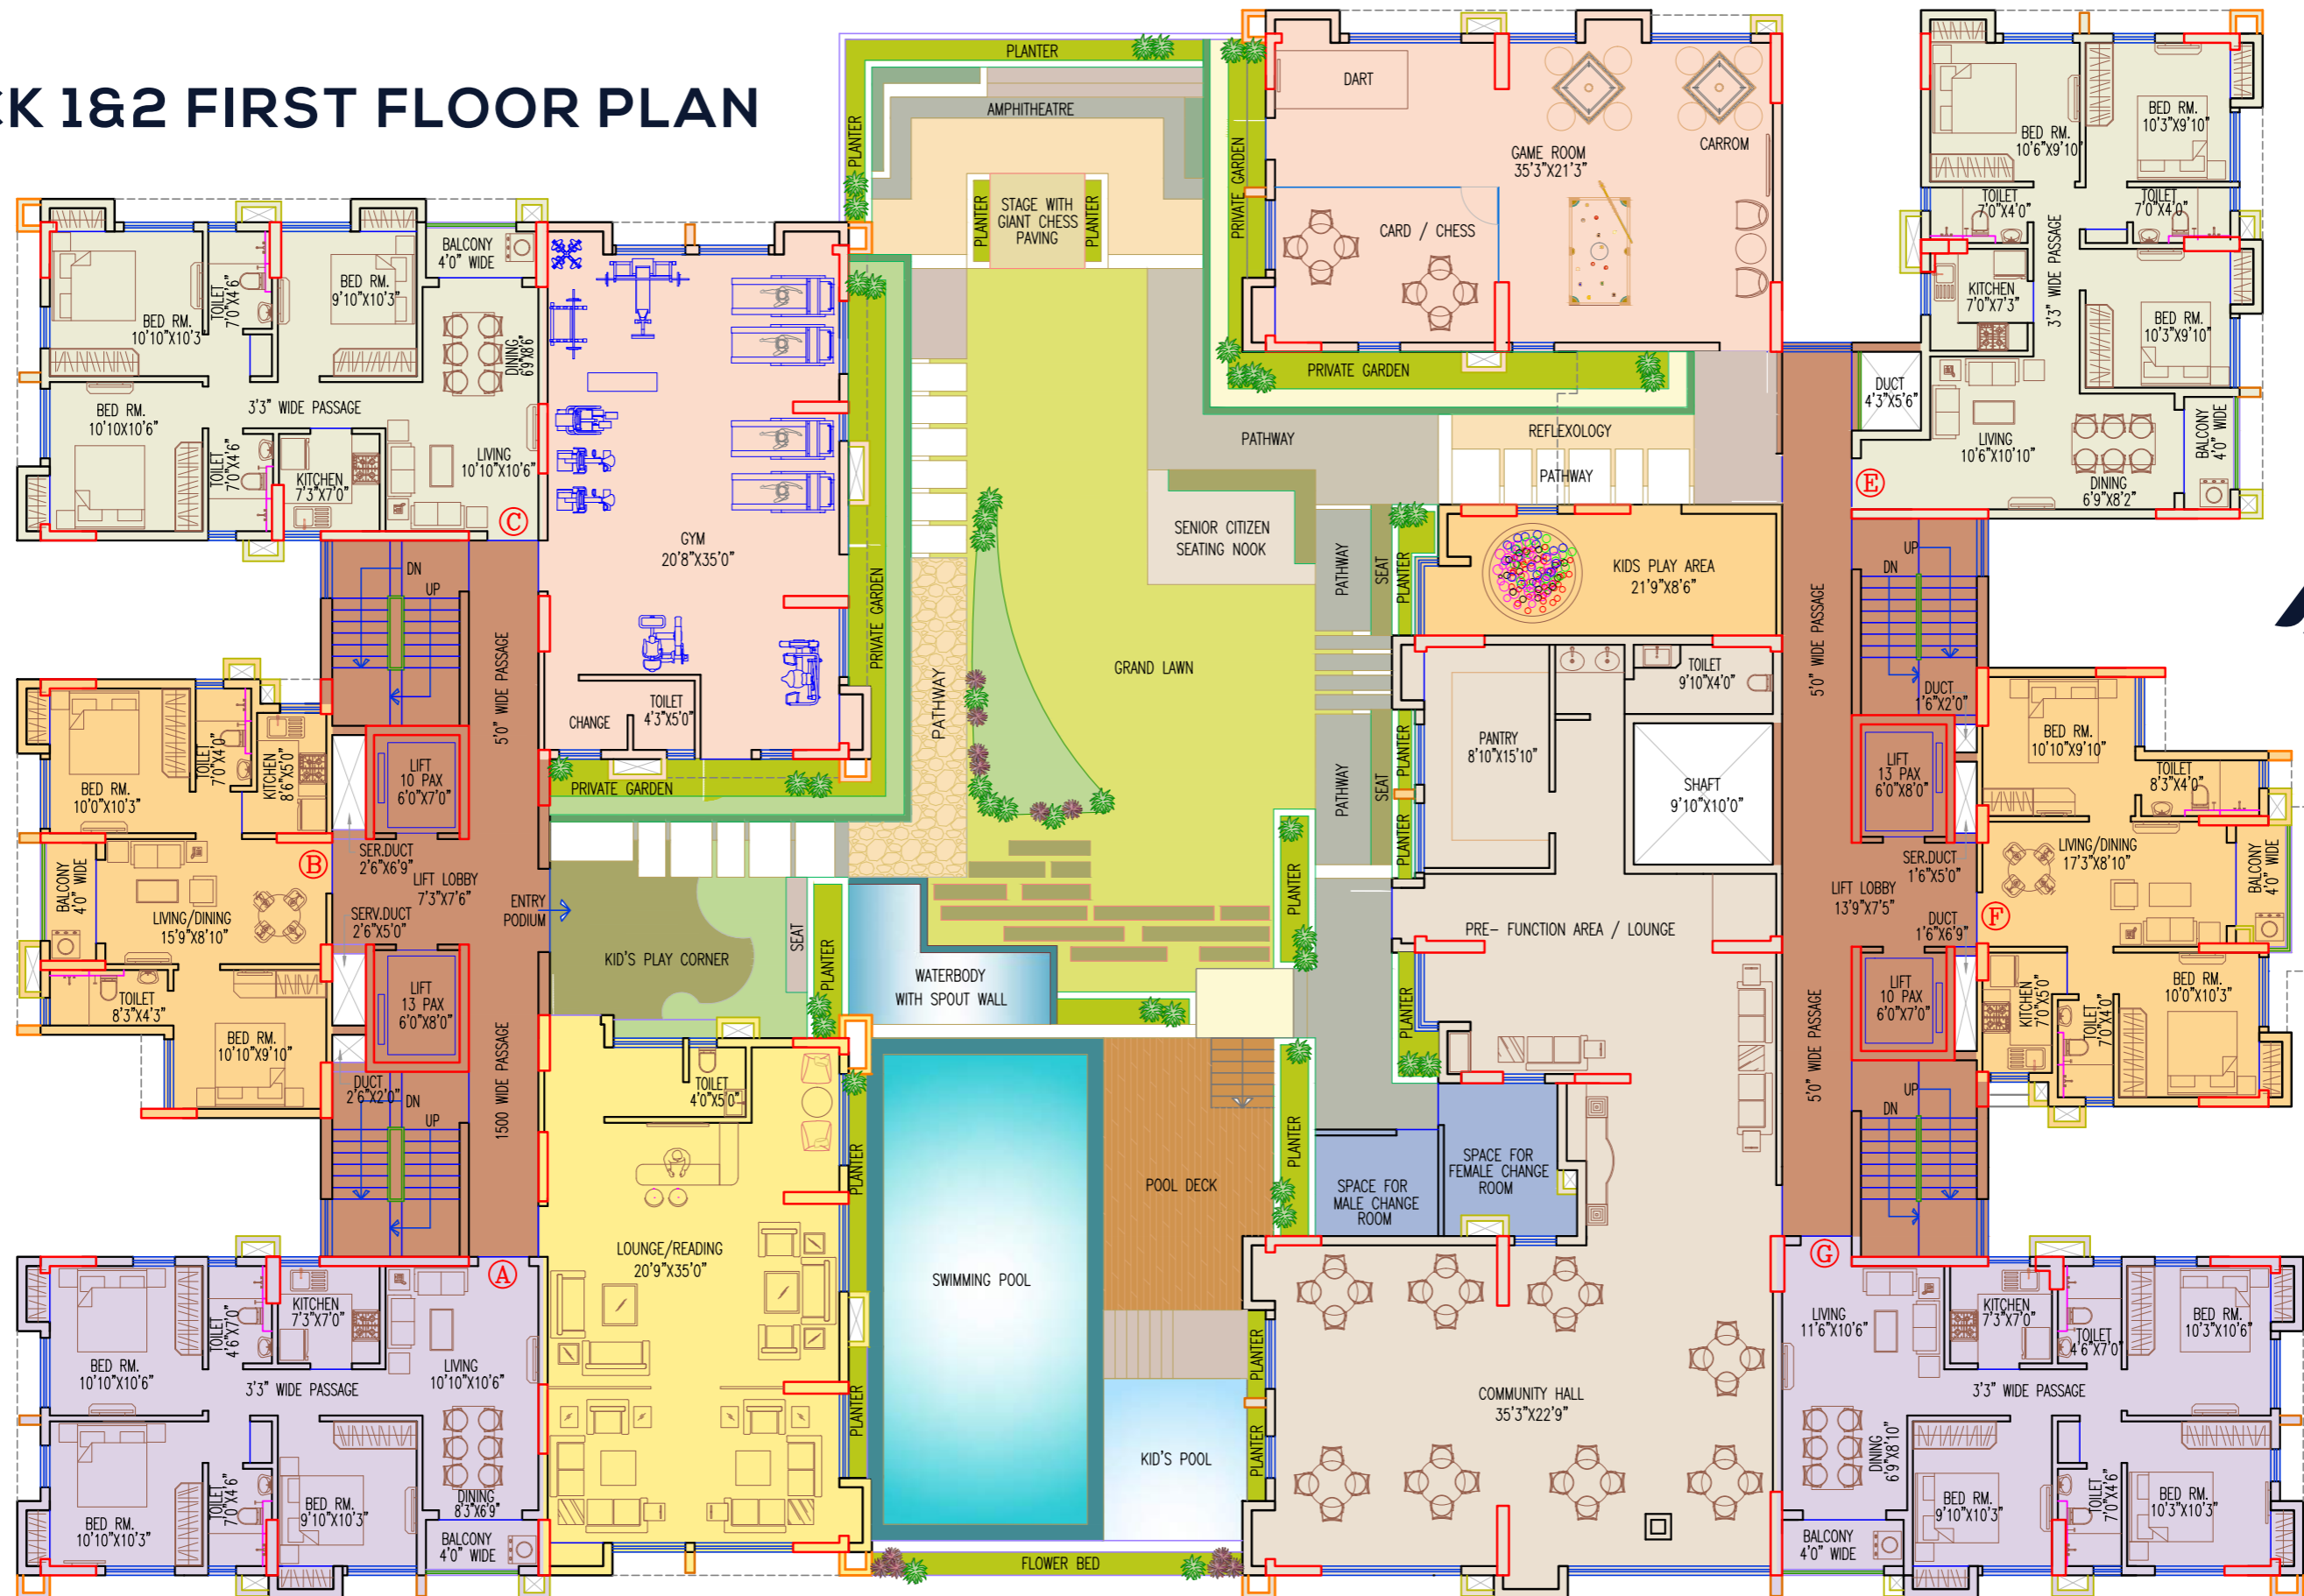 CK 1&2 FIRST FLOOR PLAN
PLANTER
PLANTER
AMPHITHEATRE
PLANTER
STAGE WITH
GIANT CHESS
PAVING
PLANTER
PRIVATE GARDEN
DART
GAME ROOM
35'3"X21'3"
CARROM
CARD / CHESS
PRIVATE GARDEN
BED RM.
10'6"X9'10"
BED RM.
10'3"X9'10"
TOILET
7'0"X4'0"
TOILET
7'0"X4'0"
3'3" WIDE PASSAGE
KITCHEN
7'0"X7'3"
BED RM.
10'3"X9'10"
DUCT
4'3"X5'6"
LIVING
10'6"X10'10"
DINING
6'9"X8'2"
BALCONY
4'0" WIDE
E
BED RM.
10'10"X10'3"
TOILET
7'0"X4'6"
BED RM.
9'10"X10'3"
BALCONY
4'0" WIDE
DINING
6'9"X8'6"
BED RM.
10'10X10'6"
3'3" WIDE PASSAGE
TOILET
7'0"X4'6"
KITCHEN
7'3"X7'0"
LIVING
10'10"X10'6"
C
GYM
20'8"X35'0"
CHANGE
TOILET
4'3"X5'0"
PRIVATE GARDEN
PRIVATE GARDEN
PATHWAY
GRAND LAWN
PATHWAY
REFLEXOLOGY
PATHWAY
SENIOR CITIZEN
SEATING NOOK
PATHWAY
SEAT
PLANTER
KIDS PLAY AREA
21'9"X8'6"
TOILET
9'10"X4'0"
PANTRY
8'10"X15'10"
SHAFT
9'10"X10'0"
PATHWAY
SEAT
PLANTER
PLANTER
PLANTER
PRE- FUNCTION AREA / LOUNGE
PLANTER
DN
UP
5'0" WIDE PASSAGE
BED RM.
10'0"X10'3"
TOILET
7'0"X4'0"
KITCHEN
8'6"X5'0"
LIFT
10 PAX
6'0"X7'0"
SER.DUCT
2'6"X6'9"
LIFT LOBBY
7'3"X7'6"
B
BALCONY
4'0" WIDE
LIVING/DINING
15'9"X8'10"
SERV.DUCT
2'6"X5'0"
TOILET
8'3"X4'3"
LIFT
13 PAX
6'0"X8'0"
BED RM.
10'10"X9'10"
DUCT
2'6"X2'0"
DN
UP
1500 WIDE PASSAGE
ENTRY
PODIUM
KID'S PLAY CORNER
SEAT
PLANTER
WATERBODY
WITH SPOUT WALL
TOILET
4'0"X5'0"
LOUNGE/READING
20'9"X35'0"
PLANTER
PLANTER
SWIMMING POOL
POOL DECK
PLANTER
SPACE FOR
MALE CHANGE
ROOM
SPACE FOR
FEMALE CHANGE
ROOM
KID'S POOL
PLANTER
PLANTER
FLOWER BED
COMMUNITY HALL
35'3"X22'9"
UP
DN
5'0" WIDE PASSAGE
DUCT
1'6"X2'0"
LIFT
13 PAX
6'0"X8'0"
BED RM.
10'10"X9'10"
TOILET
8'3"X4'0"
SER.DUCT
1'6"X5'0"
LIVING/DINING
17'3"X8'10"
BALCONY
4'0" WIDE
LIFT LOBBY
13'9"X7'5"
F
DUCT
1'6"X6'9"
LIFT
10 PAX
6'0"X7'0"
KITCHEN
7'0"X5'0"
TOILET
7'0"X4'0"
BED RM.
10'0"X10'3"
5'0" WIDE PASSAGE
UP
DN
A
BED RM.
10'10"X10'6"
TOILET
4'6"X7'0"
KITCHEN
7'3"X7'0"
LIVING
10'10"X10'6"
3'3" WIDE PASSAGE
BED RM.
10'10"X10'3"
TOILET
7'0"X4'6"
BED RM.
9'10"X10'3"
DINING
8'3"X6'9"
BALCONY
4'0" WIDE
G
LIVING
11'6"X10'6"
KITCHEN
7'3"X7'0"
TOILET
4'6"X7'0"
BED RM.
10'3"X10'6"
3'3" WIDE PASSAGE
DINING
6'9"X8'10"
BED RM.
9'10"X10'3"
TOILET
7'0"X4'6"
BED RM.
10'3"X10'3"
BALCONY
4'0" WIDE